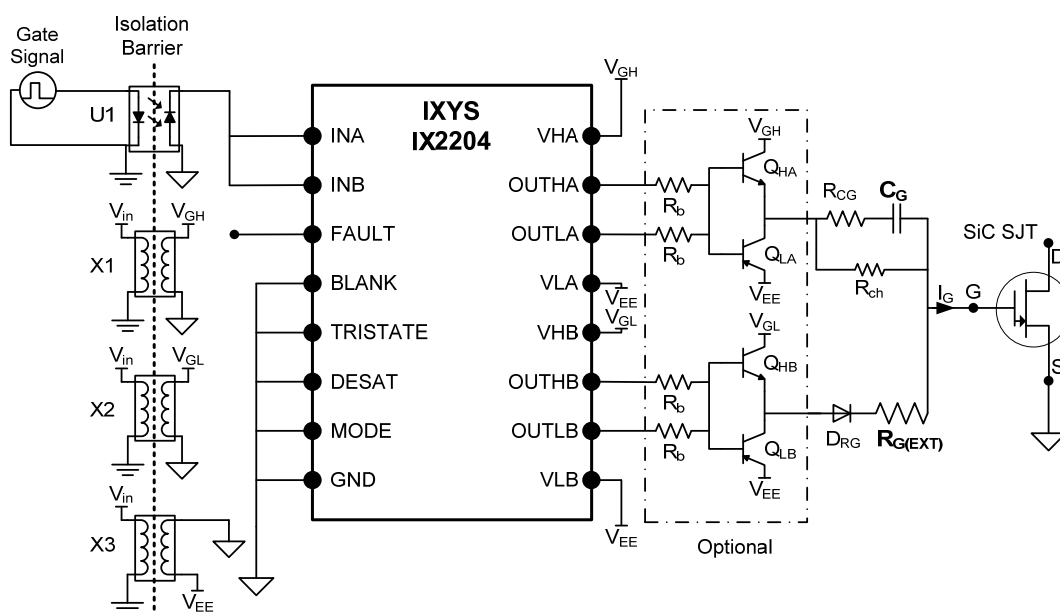 Gate
Signal
Isolation
Barrier
U1
V_in
V_GH
X1
V_in
V_GL
X2
V_in
X3
V_EE
IXYS
IX2204
INA
INB
FAULT
BLANK
TRISTATE
DESAT
MODE
GND
VHA
OUTHA
OUTLA
VLA
VHB
OUTHB
OUTLB
VLB
V_GH
V_EE
V_GL
V_EE
R_b
R_b
R_b
R_b
V_GH
Q_HA
Q_LA
V_EE
V_GL
Q_HB
Q_LB
V_EE
Optional
R_CG
C_G
R_ch
D_RG
R_G(EXT)
SiC SJT
D
I_G
G
S